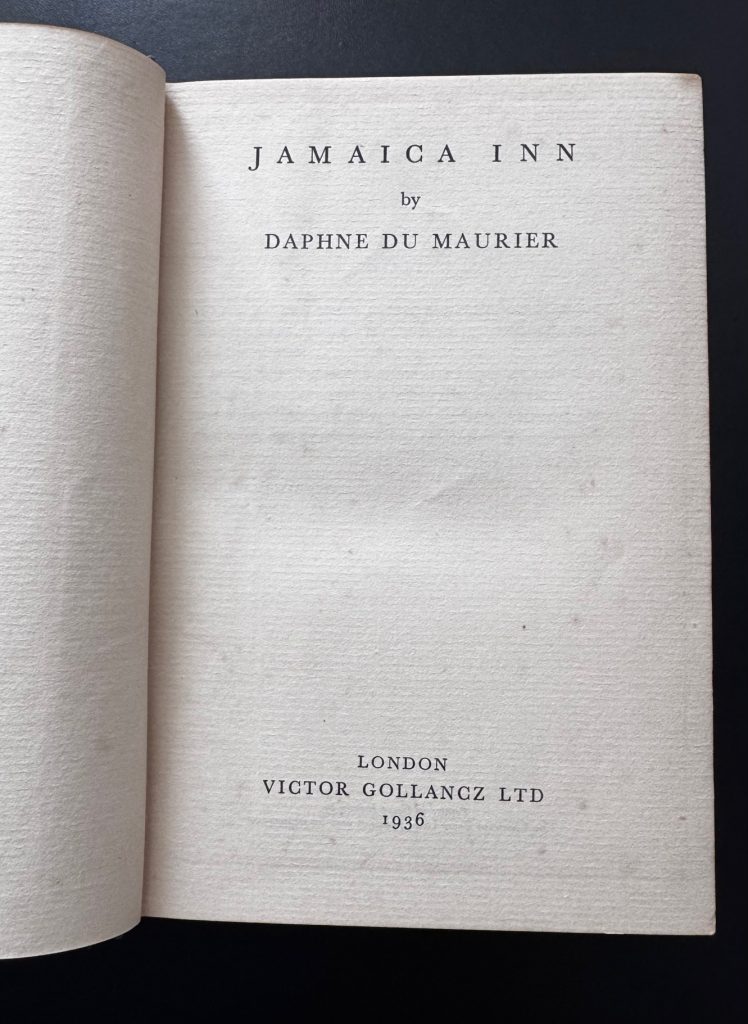 JAMAICA INN
by
DAPHNE DU MAURIER
LONDON
VICTOR GOLLANCZ LTD
1936